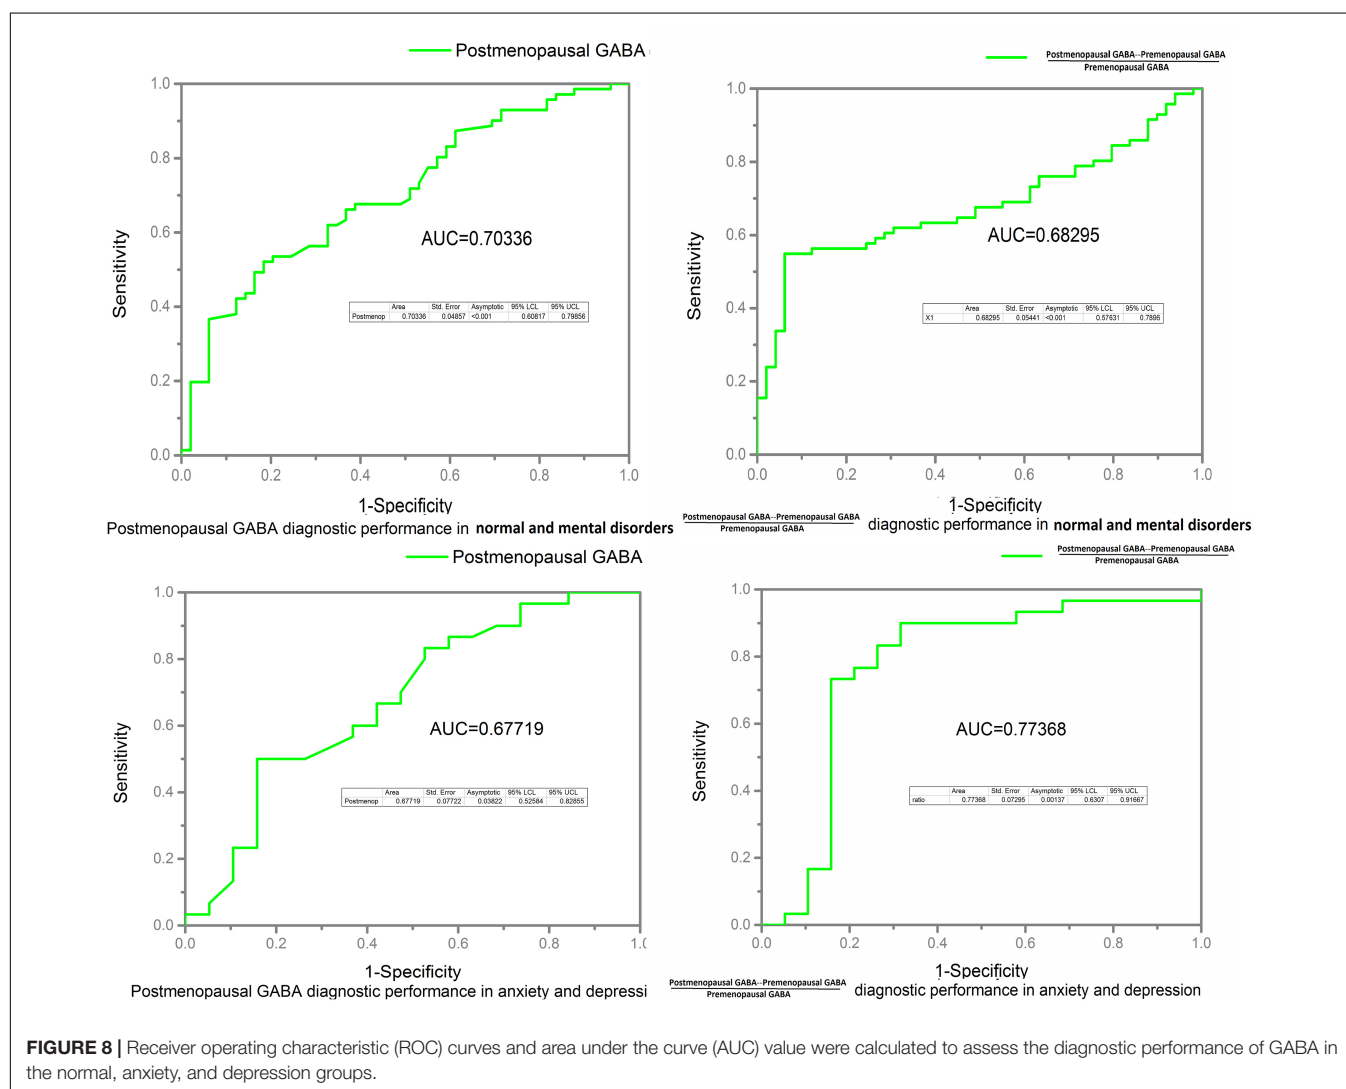 Postmenopausal GABA
1.0
0.8
0.6
0.4
0.2
0.0
Sensitivity
AUC=0.70336
Area Std. Error Asymptotic 95% LCL 95% UCL
Postmenop 0.70336 0.04857 <0.001 0.60817 0.79856
0.0 0.2 0.4 0.6 0.8 1.0
1-Specificity
Postmenopausal GABA diagnostic performance in normal and mental disorders
Postmenopausal GABA--Premenopausal GABA
Premenopausal GABA
1.0
0.8
0.6
0.4
0.2
0.0
Sensitivity
AUC=0.68295
Area Std. Error Asymptotic 95% LCL 95% UCL
X1 0.68295 0.05441 <0.001 0.57631 0.7896
0.0 0.2 0.4 0.6 0.8 1.0
1-Specificity
Postmenopausal GABA--Premenopausal GABA
Premenopausal GABA
diagnostic performance in normal and mental disorders
Postmenopausal GABA
1.0
0.8
0.6
0.4
0.2
0.0
Sensitivity
AUC=0.67719
Area Std. Error Asymptotic 95% LCL 95% UCL
Postmenop 0.67719 0.07722 0.03822 0.52584 0.82855
0.0 0.2 0.4 0.6 0.8 1.0
1-Specificity
Postmenopausal GABA diagnostic performance in anxiety and depressi
Postmenopausal GABA--Premenopausal GABA
Premenopausal GABA
1.0
0.8
0.6
0.4
0.2
0.0
Sensitivity
AUC=0.77368
Area Std. Error Asymptotic 95% LCL 95% UCL
ratio 0.77368 0.07295 0.00137 0.6307 0.91667
0.0 0.2 0.4 0.6 0.8 1.0
1-Specificity
Postmenopausal GABA--Premenopausal GABA
Premenopausal GABA
diagnostic performance in anxiety and depression
FIGURE 8 | Receiver operating characteristic (ROC) curves and area under the curve (AUC) value were calculated to assess the diagnostic performance of GABA in
the normal, anxiety, and depression groups.